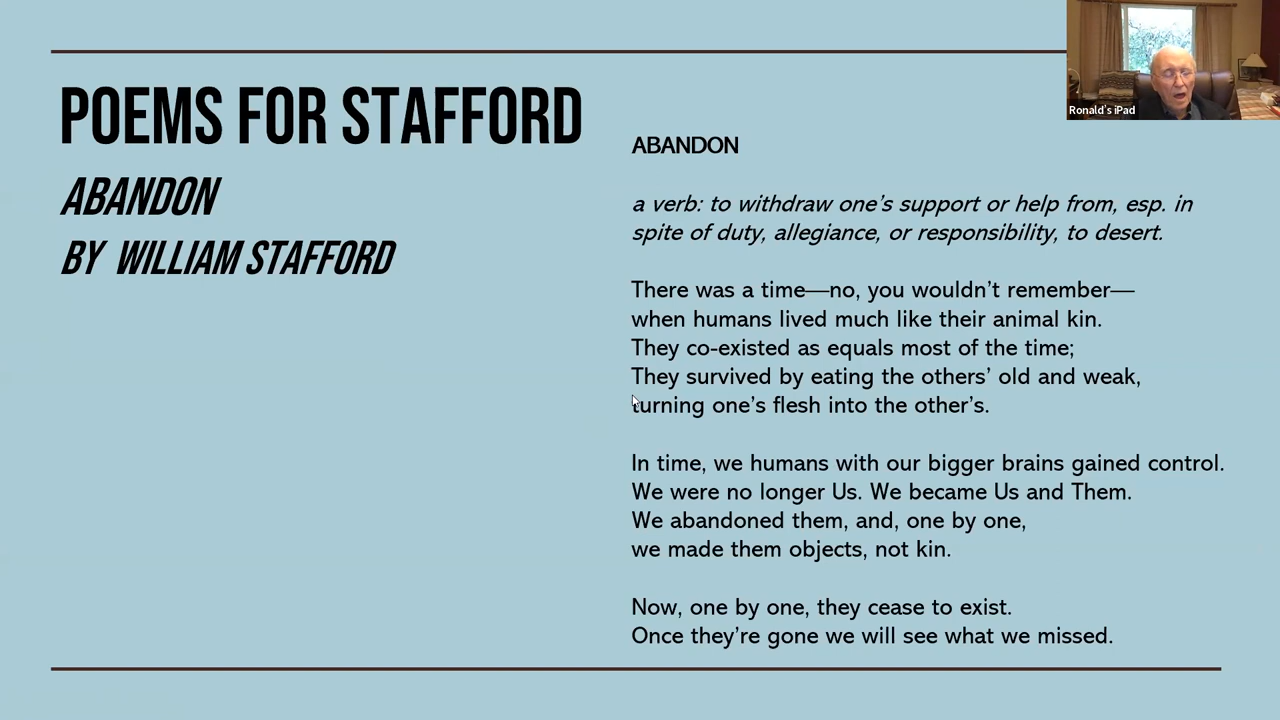 POEMS FOR STAFFORD
ABANDON
BY WILLIAM STAFFORD
Ronald's iPad
ABANDON
a verb: to withdraw one's support or help from, esp. in
spite of duty, allegiance, or responsibility, to desert.
There was a time—no, you wouldn't remember—
when humans lived much like their animal kin.
They co-existed as equals most of the time;
They survived by eating the others' old and weak,
turning one's flesh into the other's.
In time, we humans with our bigger brains gained control.
We were no longer Us. We became Us and Them.
We abandoned them, and, one by one,
we made them objects, not kin.
Now, one by one, they cease to exist.
Once they're gone we will see what we missed.